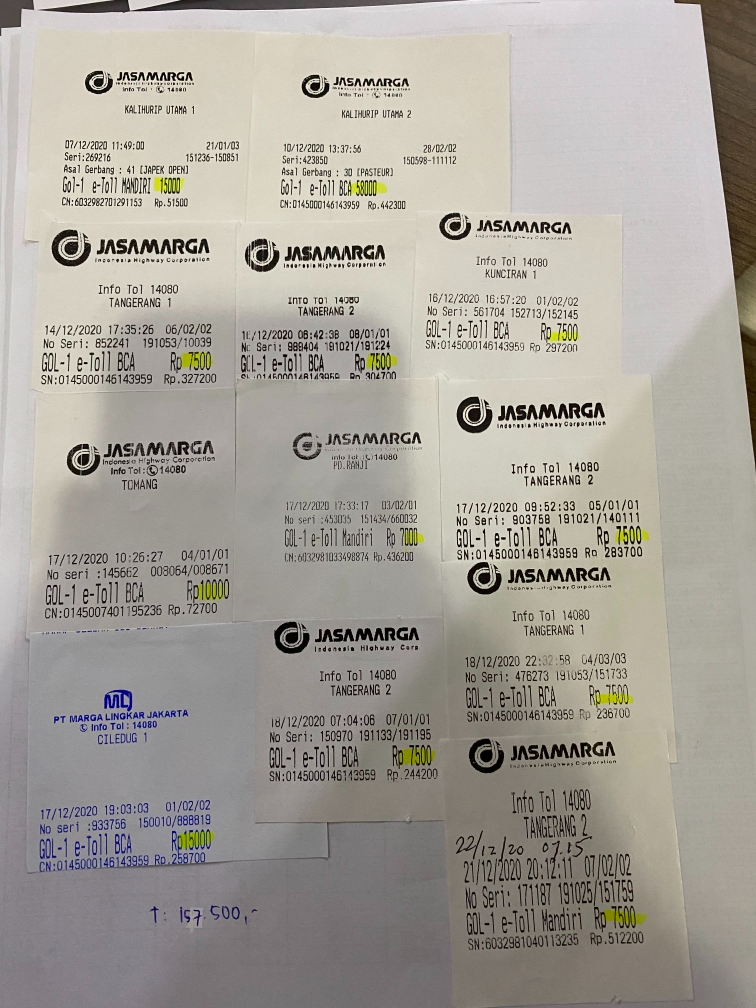 JASAMARGA
Indonesia Highway Corporation
Info Tol : 14080
KALIHURIP UTAMA 1
07/12/2020 11:49:00 21/01/03
Seri:269216 151236-150851
Asal Gerbang : 41 [JAPEK OPEN]
Gol-1 e-Toll MANDIRI 15000
CN:6032982701291153 Rp.51500
JASAMARGA
Indonesia Highway Corporation
Info Tol : 14080
KALIHURIP UTAMA 2
10/12/2020 13:37:56 28/02/02
Seri:423850 150598-111112
Asal Gerbang : 30 [PASTEUR]
Gol-1 e-Toll BCA 58000
CN:0145000146143959 Rp.442300
JASAMARGA
Indonesia Highway Corporation
Info Tol 14080
TANGERANG 1
14/12/2020 17:35:26 06/02/02
No Seri: 852241 191053/10039
GOL-1 e-Toll BCA Rp 7500
SN:0145000146143959 Rp.327200
JASAMARGA
Indonesia Highway Corporation
Info Tol 14080
TANGERANG 2
16/12/2020 06:42:38 08/01/01
No Seri: 989404 191021/191224
GOL-1 e-Toll BCA Rp 7500
SN:0145000146143959 Rp 304700
JASAMARGA
Indonesia Highway Corporation
Info Tol 14080
KUNCIRAN 1
16/12/2020 16:57:20 01/02/02
No Seri: 561704 152713/152145
GOL-1 e-Toll BCA Rp 7500
SN:0145000146143959 Rp 297200
JASAMARGA
Indonesia Highway Corporation
Info Tol: 14080
TOMANG
17/12/2020 10:26:27 04/01/01
No seri :145662 008064/008671
GOL-1 e-Toll BCA Rp10000
CN:0145007401195236 Rp.72700
JASAMARGA
Info Tol : 14080
PD.RANJI
17/12/2020 17:33:17 03/02/01
No seri :453035 151434/660032
GOL-1 e-Toll Mandiri Rp 7000
CN:6032981033498874 Rp.436200
JASAMARGA
Indonesia Highway Corporation
Info Tol 14080
TANGERANG 2
17/12/2020 09:52:33 05/01/01
No Seri: 903758 191021/140111
GOL-1 e-Toll BCA Rp 7500
SN:0145000146143959 Rp 283700
ML
PT MARGA LINGKAR JAKARTA
Info Tol : 14080
CILEDUG 1
17/12/2020 19:03:03 01/02/02
No seri :933756 150010/888819
GOL-1 e-Toll BCA Rp15000
CN:0145000146143959 Rp.258700
JASAMARGA
Indonesia Highway Corp
Info Tol 14080
TANGERANG 2
18/12/2020 07:04:06 07/01/01
No Seri: 150970 191133/191195
GOL-1 e-Toll BCA Rp 7500
SN:0145000146143959 Rp.244200
JASAMARGA
Indonesia Highway Corporation
Info Tol 14080
TANGERANG 1
18/12/2020 22:32:58 04/03/03
No Seri: 476273 191053/151733
GOL-1 e-Toll BCA Rp 7500
SN:0145000146143959 Rp 236700
JASAMARGA
Indonesia Highway Corporation
Info Tol 14080
TANGERANG 2
22/12/20 07.15
21/12/2020 20:12:11 07/02/02
No Seri: 171187 191025/151759
GOL-1 e-Toll Mandiri Rp 7500
SN:6032981040113235 Rp.512200
T: 157.500,-